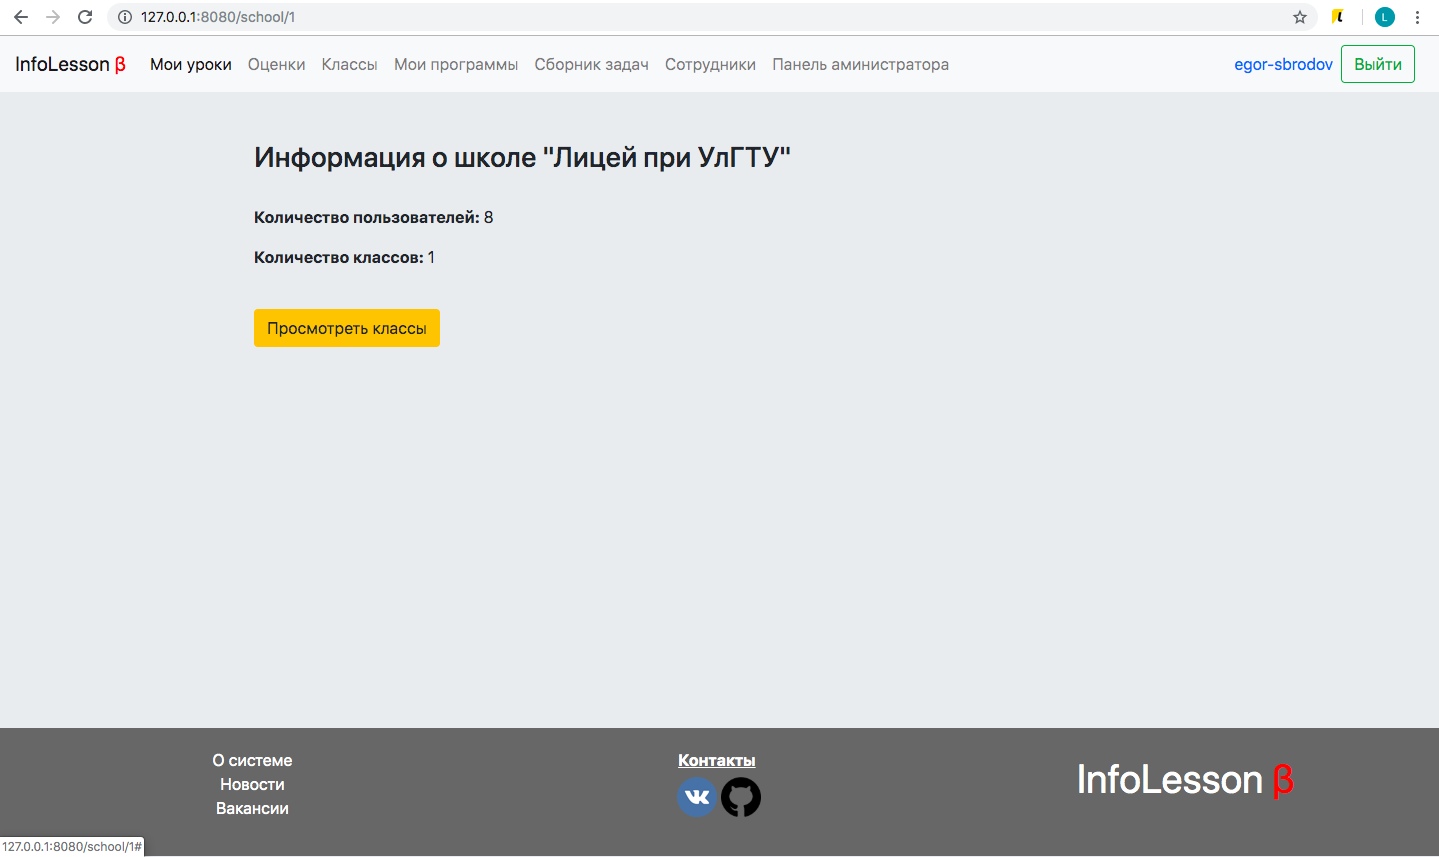 127.0.0.1:8080/school/1
L
InfoLesson β Мои уроки Оценки Классы Мои программы Сборник задач Сотрудники Панель аминистратора egor-sbrodov Выйти
Информация о школе "Лицей при УлГТУ"
Количество пользователей: 8
Количество классов: 1
Просмотреть классы
О системе
Новости
Вакансии
Контакты
InfoLesson β
127.0.0.1:8080/school/1#